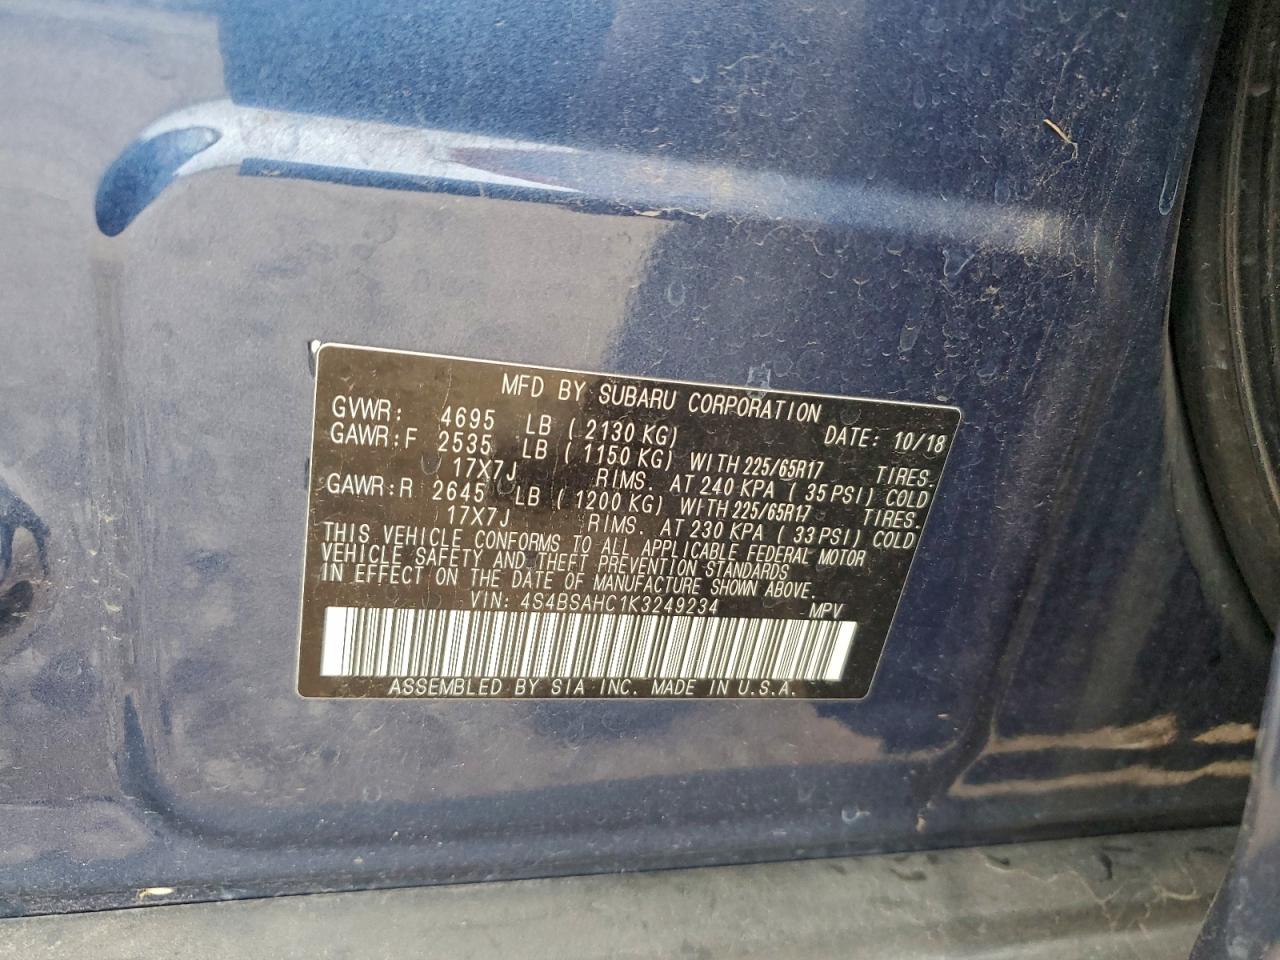 MFD BY SUBARU CORPORATION
GVWR: 4695 LB (2130 KG) DATE: 10/18
GAWR:F 2535 LB (1150 KG) WITH 225/65R17 TIRES.
17X7J RIMS. AT 240 KPA (35 PSI) COLD
GAWR:R 2645 LB (1200 KG) WITH 225/65R17 TIRES.
17X7J RIMS. AT 230 KPA (33 PSI) COLD
THIS VEHICLE CONFORMS TO ALL APPLICABLE FEDERAL MOTOR
VEHICLE SAFETY AND THEFT PREVENTION STANDARDS
IN EFFECT ON THE DATE OF MANUFACTURE SHOWN ABOVE.
VIN: 4S4BSAHC1K3249234 MPV
ASSEMBLED BY SIA INC. MADE IN U.S.A.